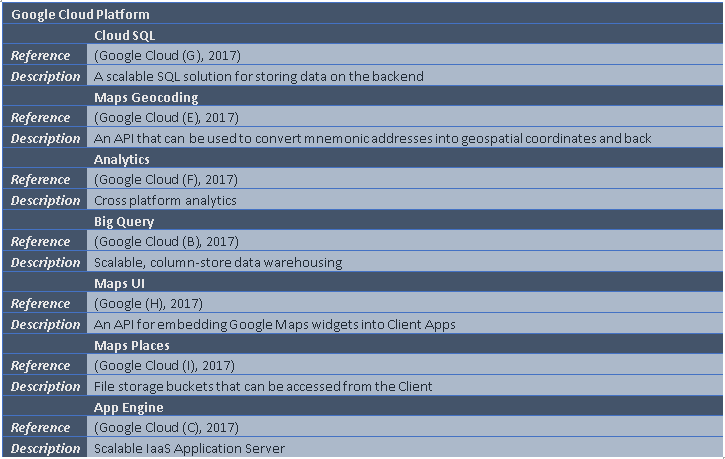 Google Cloud Platform
Cloud SQL
Reference (Google Cloud (G), 2017)
Description A scalable SQL solution for storing data on the backend
Maps Geocoding
Reference (Google Cloud (E), 2017)
Description An API that can be used to convert mnemonic addresses into geospatial coordinates and back
Analytics
Reference (Google Cloud (F), 2017)
Description Cross platform analytics
Big Query
Reference (Google Cloud (B), 2017)
Description Scalable, column-store data warehousing
Maps UI
Reference (Google (H), 2017)
Description An API for embedding Google Maps widgets into Client Apps
Maps Places
Reference (Google Cloud (I), 2017)
Description File storage buckets that can be accessed from the Client
App Engine
Reference (Google Cloud (C), 2017)
Description Scalable IaaS Application Server